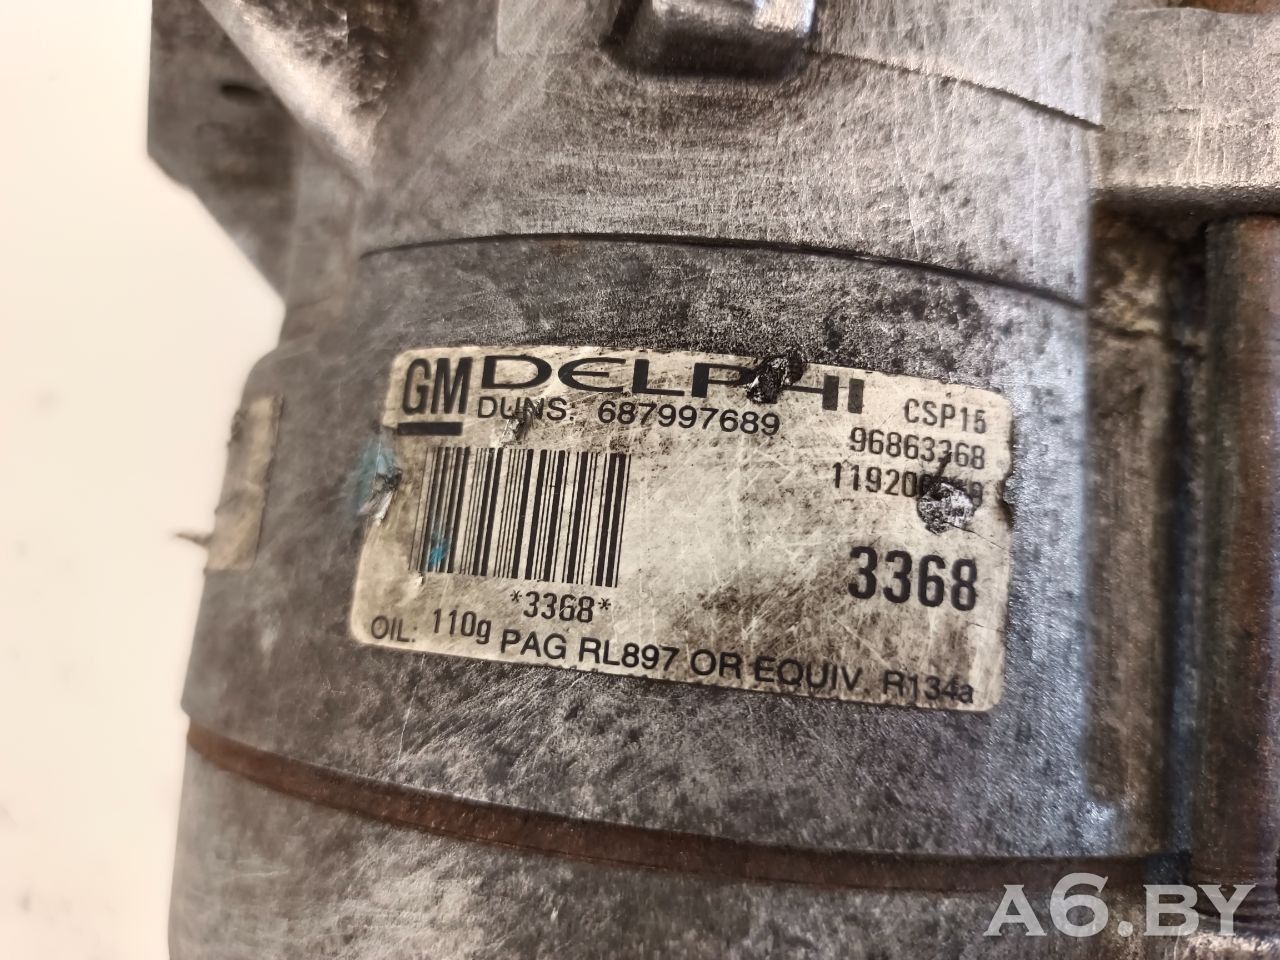 GM DELPHI
DUNS: 687997689
CSP15
96863368
3368
*3368*
OIL: 110g PAG RL897 OR EQUIV. R134a
A6.BY